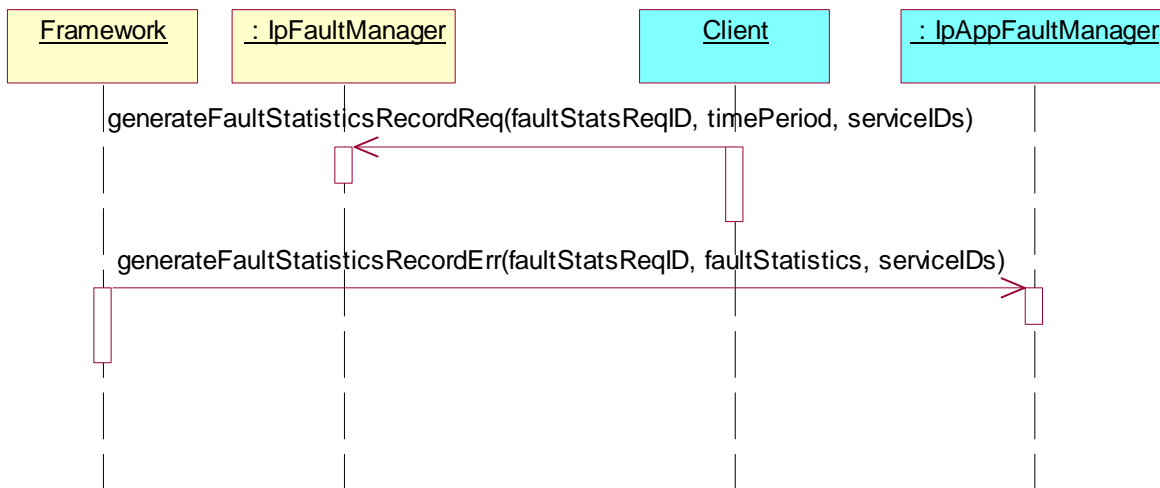 Framework
: IpFaultManager
Client
: IpAppFaultManager
generateFaultStatisticsRecordReq(faultStatsReqID, timePeriod, serviceIDs)
generateFaultStatisticsRecordErr(faultStatsReqID, faultStatistics, serviceIDs)